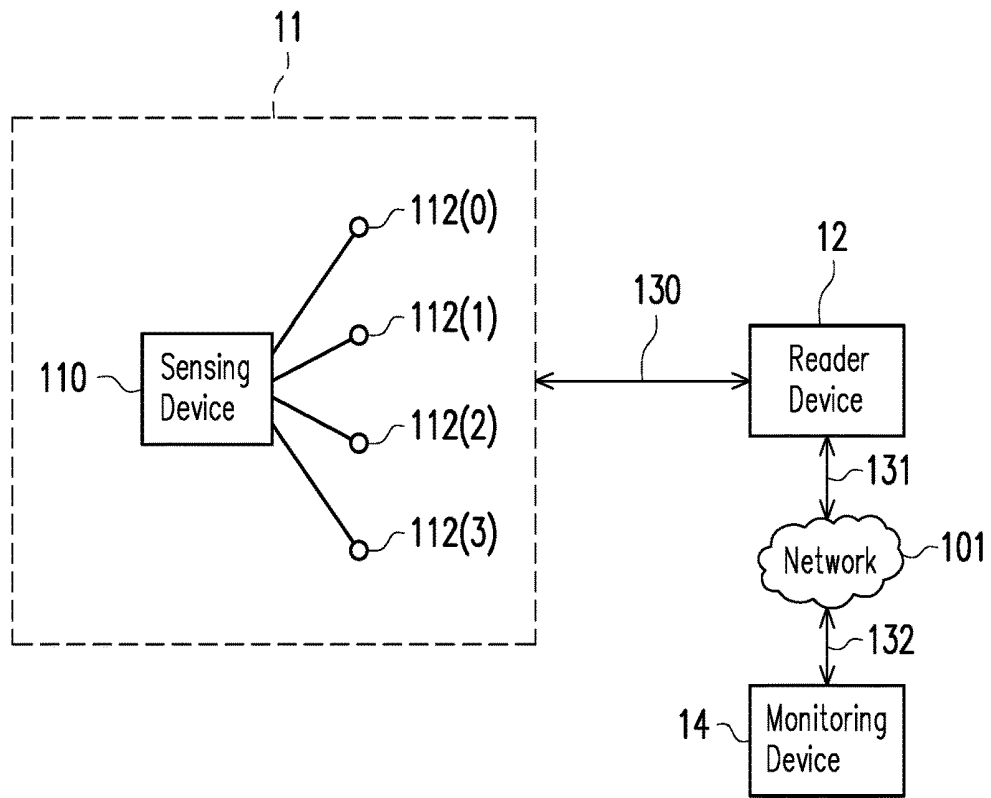 11
112(0)
112(1)
110
Sensing
Device
112(2)
112(3)
130
12
Reader
Device
131
Network
101
132
14
Monitoring
Device